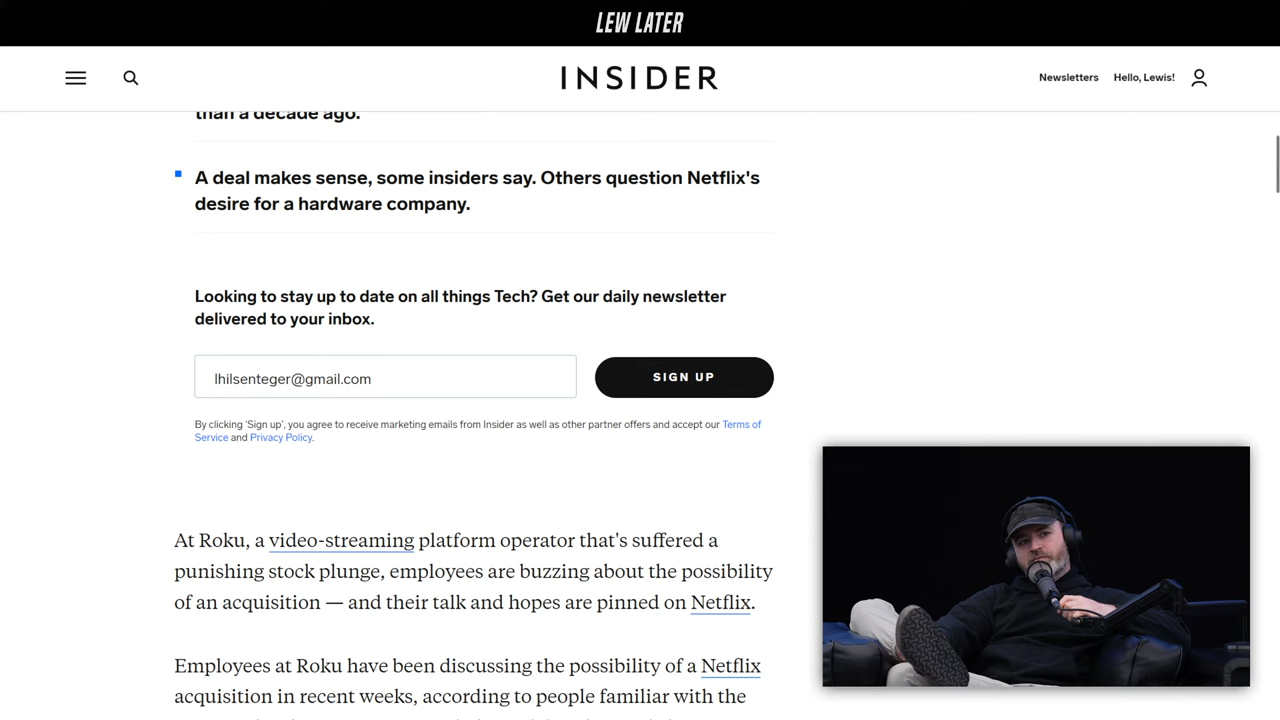 LEW LATER
INSIDER
Newsletters
Hello, Lewis!
than a decade ago.
A deal makes sense, some insiders say. Others question Netflix's
desire for a hardware company.
Looking to stay up to date on all things Tech? Get our daily newsletter
delivered to your inbox.
lhilsenteger@gmail.com
SIGN UP
By clicking 'Sign up', you agree to receive marketing emails from Insider as well as other partner offers and accept our Terms of
Service and Privacy Policy.
At Roku, a video-streaming platform operator that's suffered a
punishing stock plunge, employees are buzzing about the possibility
of an acquisition — and their talk and hopes are pinned on Netflix.
Employees at Roku have been discussing the possibility of a Netflix
acquisition in recent weeks, according to people familiar with the